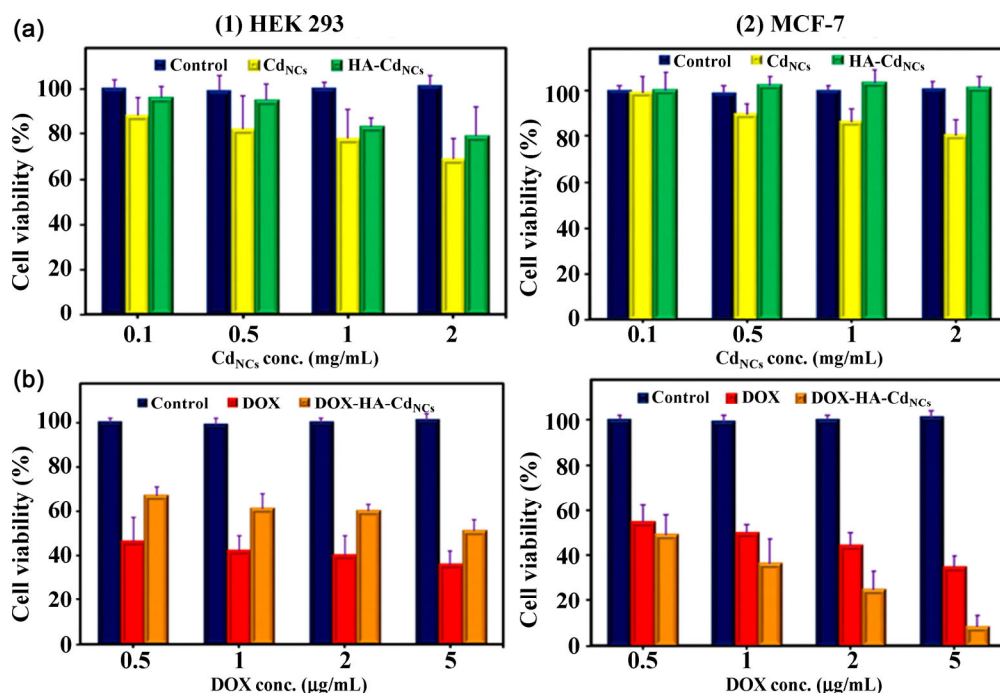 (a)
(1) HEK 293
Control CdNCs HA-CdNCs
Cell viability (%)
100
80
60
40
20
0
0.1 0.5 1 2
CdNCs conc. (mg/mL)
(2) MCF-7
Control CdNCs HA-CdNCs
Cell viability (%)
100
80
60
40
20
0
0.1 0.5 1 2
CdNCs conc. (mg/mL)
(b)
Control DOX DOX-HA-CdNCs
Cell viability (%)
100
80
60
40
20
0
0.5 1 2 5
DOX conc. (μg/mL)
Control DOX DOX-HA-CdNCs
Cell viability (%)
100
80
60
40
20
0
0.5 1 2 5
DOX conc. (μg/mL)